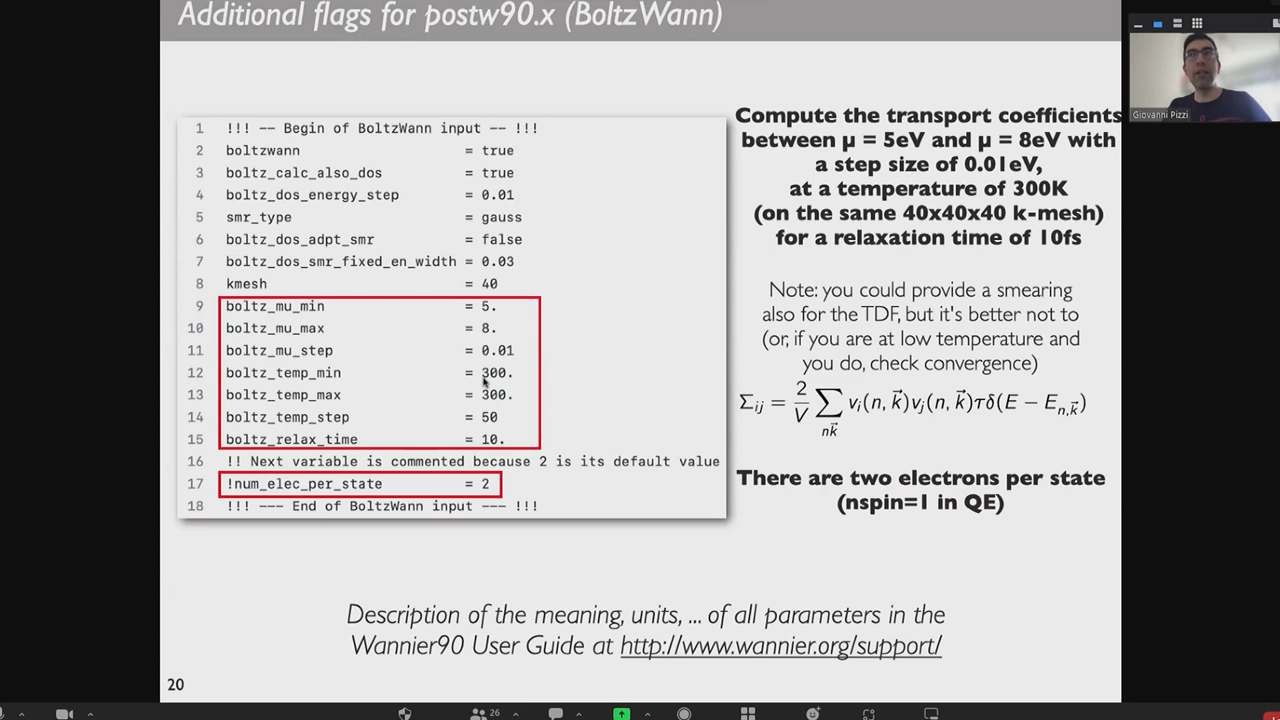 Additional flags for postw90.x (BoltzWann)
1 !!! -- Begin of BoltzWann input -- !!!
2 boltzwann = true
3 boltz_calc_also_dos = true
4 boltz_dos_energy_step = 0.01
5 smr_type = gauss
6 boltz_dos_adpt_smr = false
7 boltz_dos_smr_fixed_en_width = 0.03
8 kmesh = 40
9 boltz_mu_min = 5.
10 boltz_mu_max = 8.
11 boltz_mu_step = 0.01
12 boltz_temp_min = 300.
13 boltz_temp_max = 300.
14 boltz_temp_step = 50
15 boltz_relax_time = 10.
16 !! Next variable is commented because 2 is its default value
17 !num_elec_per_state = 2
18 !!! --- End of BoltzWann input --- !!!
Compute the transport coefficients
between μ = 5eV and μ = 8eV with
a step size of 0.01eV,
at a temperature of 300K
(on the same 40x40x40 k-mesh)
for a relaxation time of 10fs
Note: you could provide a smearing
also for the TDF, but it's better not to
(or, if you are at low temperature and
you do, check convergence)
Σij = 2/V ∑nk⃗ vi(n, k⃗)vj(n, k⃗)τδ(E − En,k⃗)
There are two electrons per state
(nspin=1 in QE)
Description of the meaning, units, ... of all parameters in the
Wannier90 User Guide at http://www.wannier.org/support/
20
Giovanni Pizzi
26